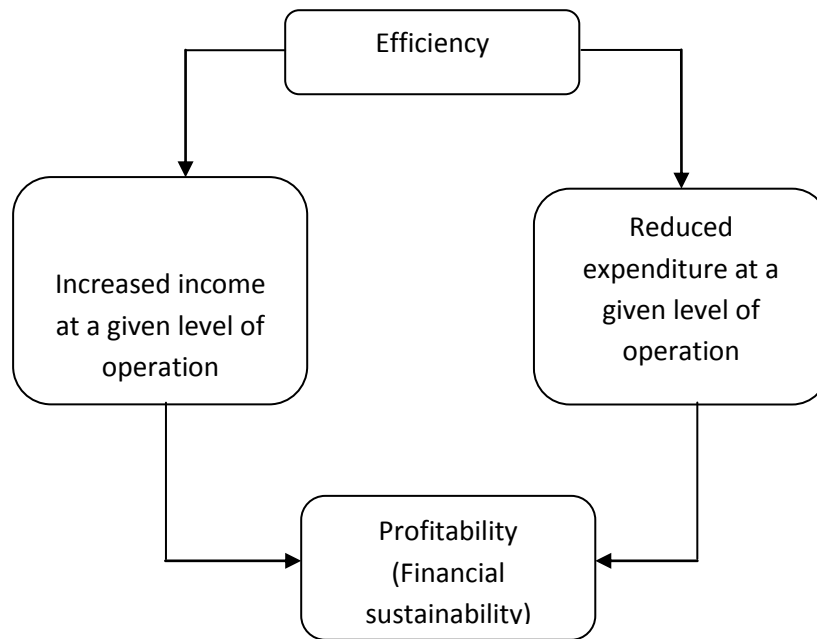 Efficiency
Increased income
at a given level of
operation
Reduced
expenditure at a
given level of
operation
Profitability
(Financial
sustainability)